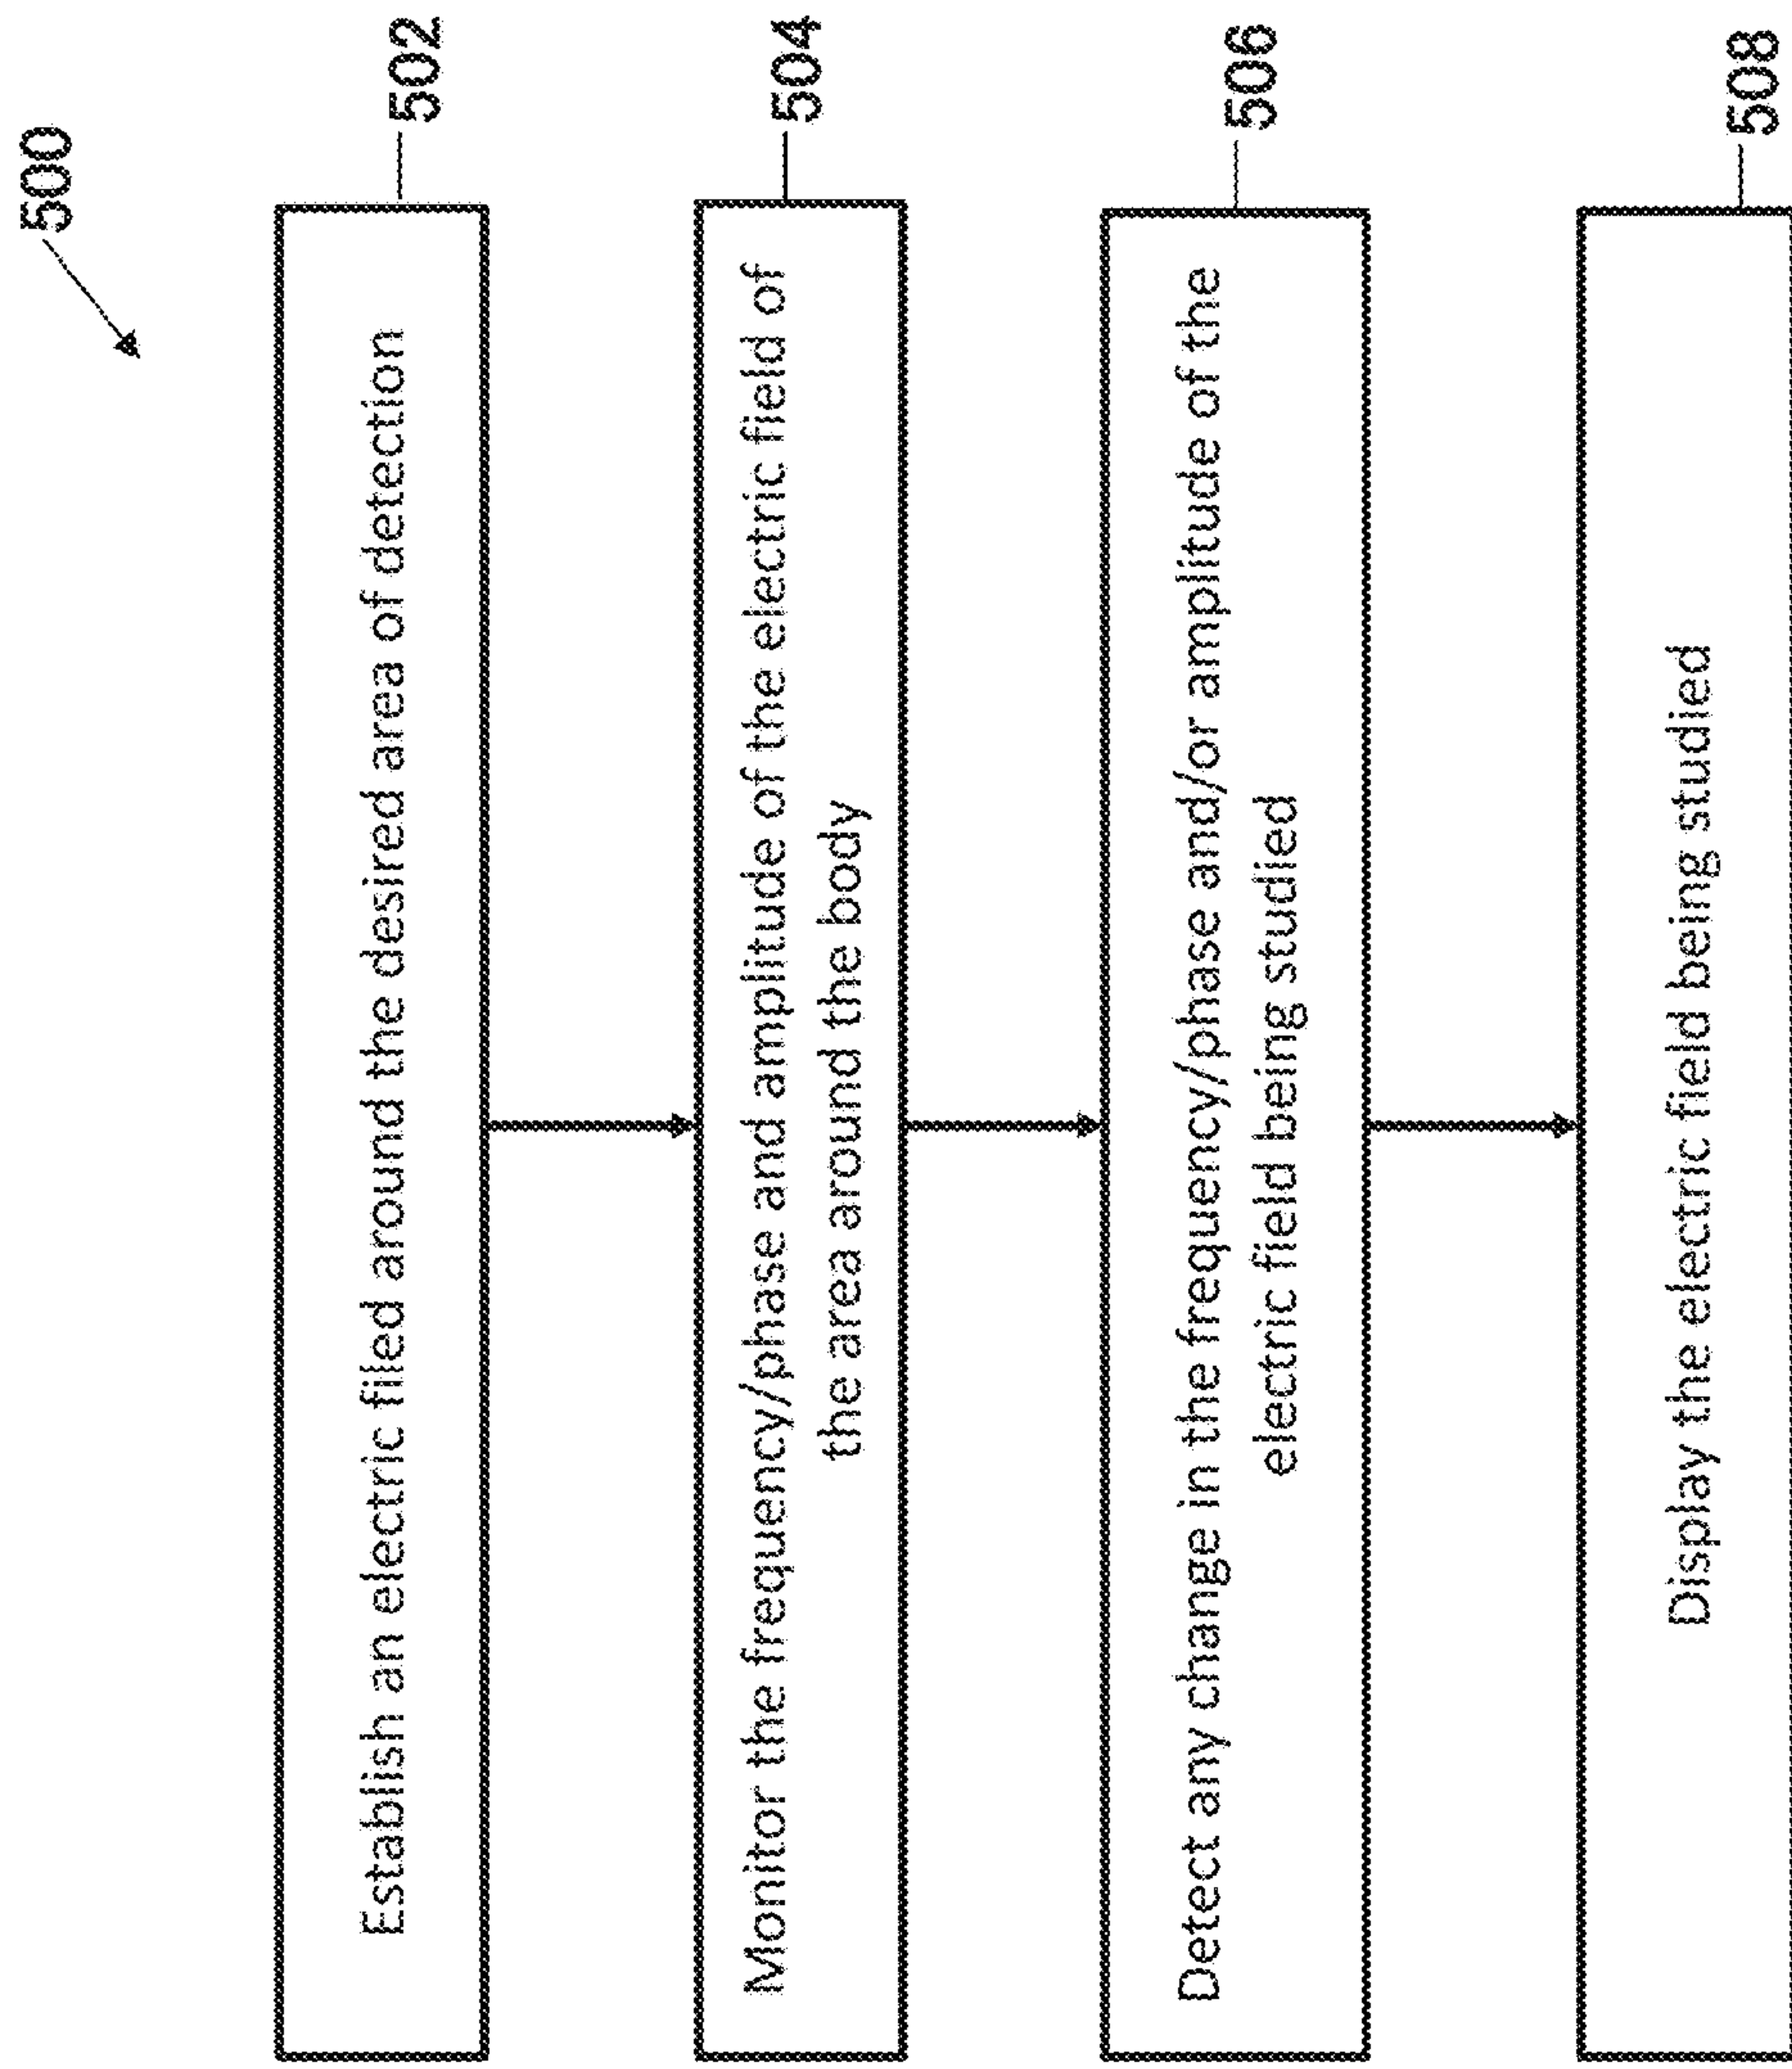 500
Establish an electric filed around the desired area of detection
502
Monitor the frequency/phase and amplitude of the electric field of
the area around the body
504
Detect any change in the frequency/phase and/or amplitude of the
electric field being studied
506
Display the electric field being studied
508